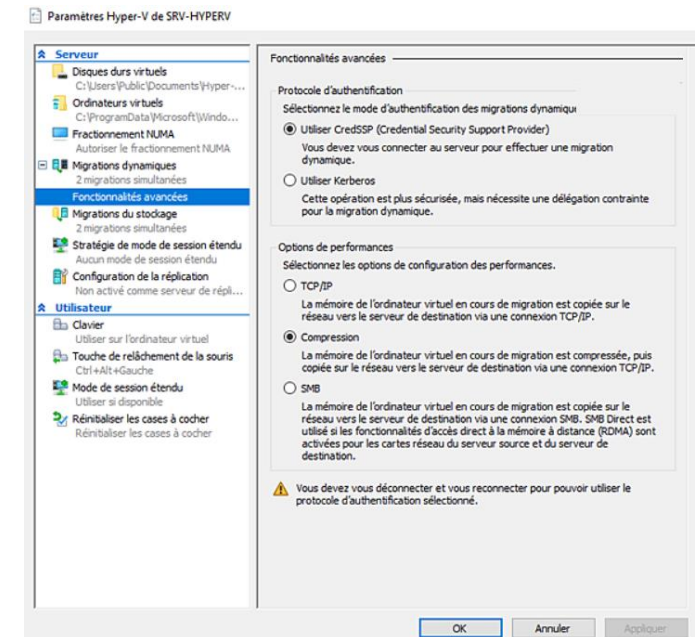 Paramètres Hyper-V de SRV-HYPERV
Serveur
Disques durs virtuels
C:\Users\Public\Documents\Hyper-...
Ordinateurs virtuels
C:\ProgramData\Microsoft\Windo...
Fractionnement NUMA
Autoriser le fractionnement NUMA
Migrations dynamiques
2 migrations simultanées
Fonctionnalités avancées
Migrations du stockage
2 migrations simultanées
Stratégie de mode de session étendu
Aucun mode de session étendu
Configuration de la réplication
Non activé comme serveur de répli...
Utilisateur
Clavier
Utiliser sur l'ordinateur virtuel
Touche de relâchement de la souris
Ctrl+Alt+Gauche
Mode de session étendu
Utiliser si disponible
Réinitialiser les cases à cocher
Réinitialiser les cases à cocher
Fonctionnalités avancées
Protocole d'authentification
Sélectionnez le mode d'authentification des migrations dynamiqu
Utiliser CredSSP (Credential Security Support Provider)
Vous devez vous connecter au serveur pour effectuer une migration
dynamique.
Utiliser Kerberos
Cette opération est plus sécurisée, mais nécessite une délégation contrainte
pour la migration dynamique.
Options de performances
Sélectionnez les options de configuration des performances.
TCP/IP
La mémoire de l'ordinateur virtuel en cours de migration est copiée sur le
réseau vers le serveur de destination via une connexion TCP/IP.
Compression
La mémoire de l'ordinateur virtuel en cours de migration est compressée, puis
copiée sur le réseau vers le serveur de destination via une connexion TCP/IP.
SMB
La mémoire de l'ordinateur virtuel en cours de migration est copiée sur le
réseau vers le serveur de destination via une connexion SMB. SMB Direct est
utilisé si les fonctionnalités d'accès direct à la mémoire à distance (RDMA) sont
activées pour les cartes réseau du serveur source et du serveur de
destination.
Vous devez vous déconnecter et vous reconnecter pour pouvoir utiliser le
protocole d'authentification sélectionné.
OK
Annuler
Appliquer